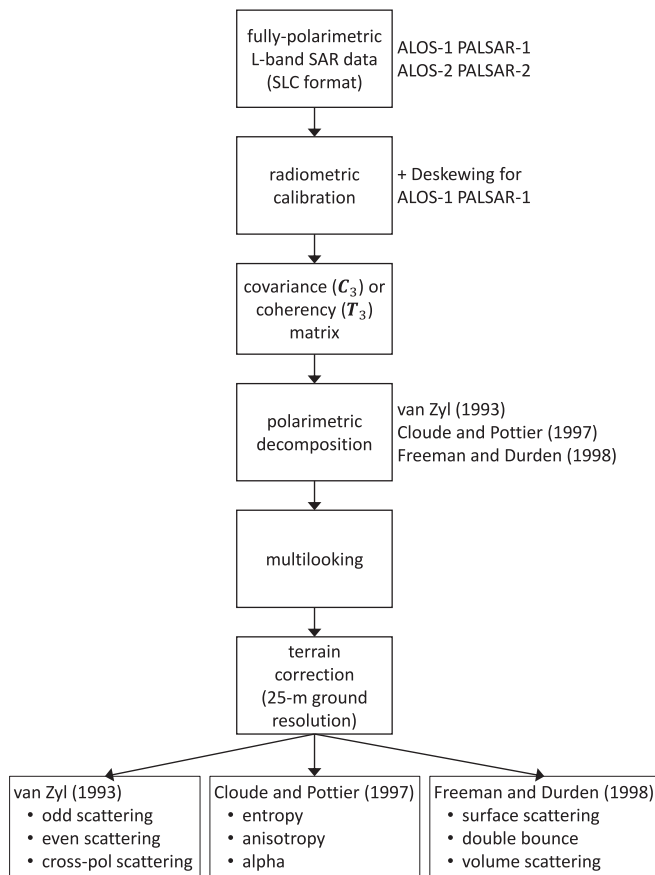 fully-polarimetric
L-band SAR data
(SLC format)
ALOS-1 PALSAR-1
ALOS-2 PALSAR-2
radiometric
calibration
+ Deskewing for
ALOS-1 PALSAR-1
covariance (C₃) or
coherency (T₃)
matrix
polarimetric
decomposition
van Zyl (1993)
Cloude and Pottier (1997)
Freeman and Durden (1998)
multilooking
terrain
correction
(25-m ground
resolution)
van Zyl (1993)
• odd scattering
• even scattering
• cross-pol scattering
Cloude and Pottier (1997)
• entropy
• anisotropy
• alpha
Freeman and Durden (1998)
• surface scattering
• double bounce
• volume scattering